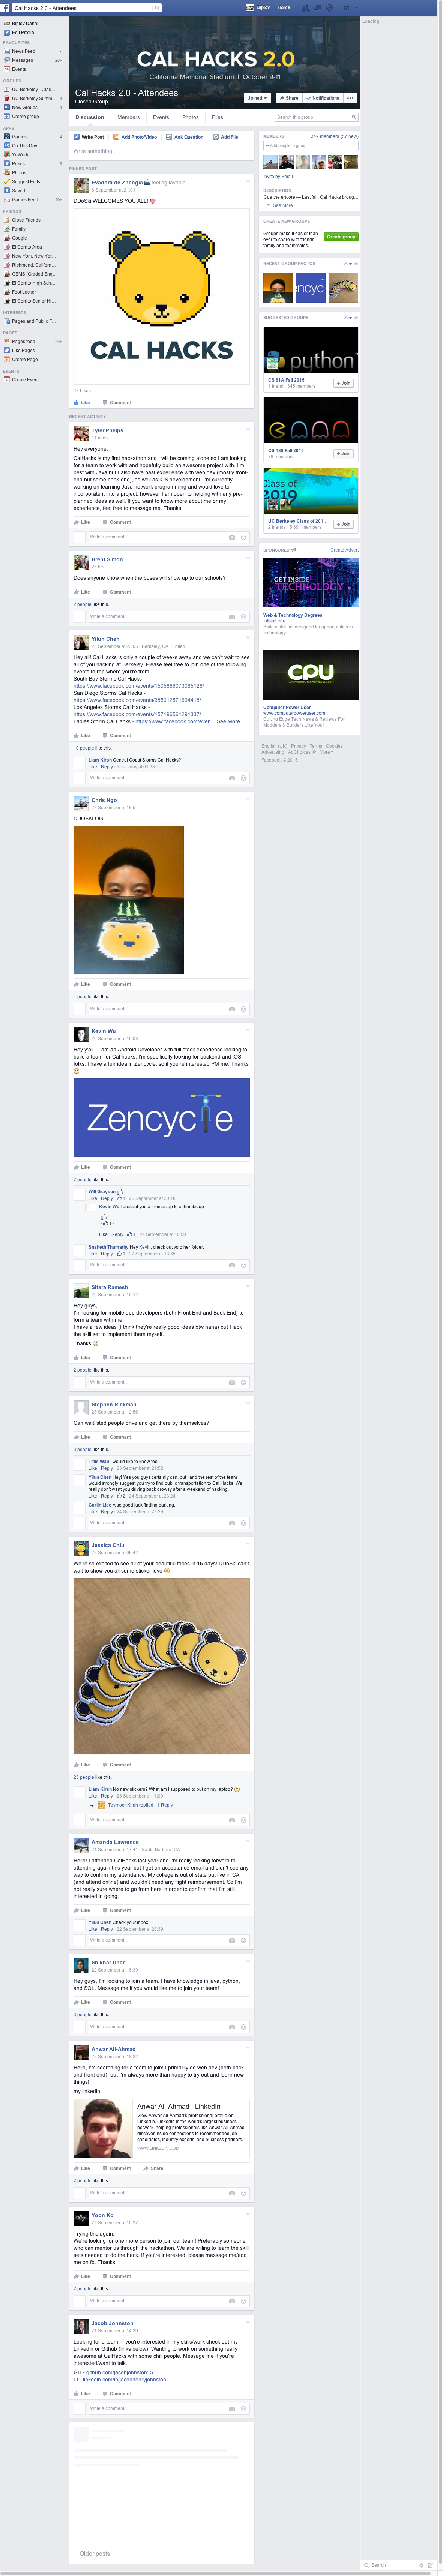 Cal Hacks 2.0 - Attendees
Biplov Home
Biplov Dahal
Edit Profile
FAVOURITES
News Feed
Messages 20+
Events
GROUPS
UC Berkeley - Clas...
UC Berkeley Summ... 4
New Groups
Create group
APPS
Games 4
On This Day
YoWorld
Pokes 3
Photos
Suggest Edits
Saved
Games Feed 20+
FRIENDS
Close Friends
Family
Google
El Cerrito Area
New York, New Yor...
Richmond, Californ...
GEMS (Graded Eng...
El Cerrito High Sch...
Foot Locker
El Cerrito Senior Hi...
INTERESTS
Pages and Public F...
PAGES
Pages feed 20+
Like Pages
Create Page
EVENTS
Create Event
CAL HACKS 2.0
California Memorial Stadium | October 9-11
Cal Hacks 2.0 - Attendees
Closed Group
Joined Share Notifications
Discussion Members Events Photos Files
Search this group
Write Post Add Photo/Video Ask Question Add File
Write something...
PINNED POST
Evadora de Zhengia feeling lavable
DDoSki WELCOMES YOU ALL!
CAL HACKS
27 Likes
Like Comment
RECENT ACTIVITY
Tyler Phelps
11 mins
Hey everyone,
CalHacks is my first hackathon and I will be coming alone so I am looking
for a team to work with and hopefully build an awesome project with. I'm
best with Java but I also have past experience with web development (both
front end and back end) and mobile development (Android). I'm currently
working on learning Java network programming and would love to
incorporate it into a project, however I am open to helping with any pre-
planned ideas as well. If you want to know more about me or my
experience, feel free to message me. Thanks!
Like Comment
Write a comment...
Brent Simon
23 hrs
Does anyone know when the buses will show up to our schools?
Like Comment
2 people like this.
Write a comment...
Yilun Chen
28 September at 23:05 · Berkeley, CA · Edited
Hey all! Cal Hacks is only a couple of weeks away and we can't wait to see
all of you hacking at Berkeley. Please feel free to join one of the following
events to rep where you're from!
South Bay Storms Cal Hacks -
https://www.facebook.com/events/1505669073085126/
San Diego Storms Cal Hacks -
https://www.facebook.com/events/385012571694418/
Los Angeles Storms Cal Hacks -
https://www.facebook.com/events/157196561291337/
Ladies Storm Cal Hacks - https://www.facebook.com/even... See More
Like Comment
10 people like this.
Liam Kirsh Central Coast Storms Cal Hacks?
Like · Reply · Yesterday at 01:36
Write a comment...
Chris Ngo
DDOSKI OG
Like Comment
4 people like this.
Write a comment...
Kevin Wu
Hey y'all - I am an Android Developer with full stack experience looking to
build a team for Cal hacks. I'm specifically looking for backend and iOS
folks. I have a fun idea in Zencycle, so if you're interested PM me. Thanks
Zencycle
Like Comment
7 people like this.
Will Grayson
Like · Reply · 1 · 26 September at 20:19
Kevin Wu I present you a thumbs up to a thumbs up
1
Like · Reply · 1 · 27 September at 10:50
Snaheth Thumathy Hey Kevin, check out yo other folder.
Like · Reply · 1 · 27 September at 13:33
Write a comment...
Sitara Ramesh
Hey guys,
I'm looking for mobile app developers (both Front End and Back End) to
form a team with me!
I have a few ideas (I think they're really good ideas btw haha) but I lack
the skill set to implement them myself.
Thanks
Like Comment
2 people like this.
Write a comment...
Stephen Rickman
23 September at 12:56
Can waitlisted people drive and get there by themselves?
Like Comment
3 people like this.
Tillis Wan I would like to know too
Like · Reply · 23 September at 21:02
Yilun Chen Hey! Yes you guys certainly can, but I and the rest of the team
would strongly suggest you try to find public transportation to Cal Hacks. We
really don't want you driving back drowsy after a weekend of hacking.
Like · Reply · 2 · 24 September at 23:24
Carlin Liao Also good luck finding parking.
Like · Reply · 24 September at 23:29
Write a comment...
Jessica Chiu
23 September at 09:42
We're so excited to see all of your beautiful faces in 16 days! DDoSki can't
wait to show you all some sticker love
Like Comment
25 people like this.
Liam Kirsh No new stickers? What am I supposed to put on my laptop?
Like · Reply · 23 September at 11:00
Taymoor Khan replied · 1 Reply
Write a comment...
Amanda Lawrence
21 September at 17:41 · Santa Barbara, CA
Hello! I attended CalHacks last year and I'm really looking forward to
attending again this year but I got an acceptance email and didn't see any
way to confirm my attendance. My college is out of state but I live in CA
(and attend online) and wouldn't need any flight reimbursement. So I'm
not really sure where to go from here in order to confirm that I'm still
interested in going.
Like Comment
Yilun Chen Check your inbox!
Like · Reply · 22 September at 20:39
Write a comment...
Shikhar Dhar
22 September at 19:39
Hey guys, I'm looking to join a team. I have knowledge in java, python,
and SQL. Message me if you would like me to join your team!
Like Comment
3 people like this.
Write a comment...
Anwar Ali-Ahmad
22 September at 18:22
Hello, I'm searching for a team to join! I primarily do web dev (both back
and front end), but I'm always more than happy to try out and learn new
things!
my linkedin:
Anwar Ali-Ahmad | LinkedIn
View Anwar Ali-Ahmad's professional profile on
LinkedIn. LinkedIn is the world's largest business
network, helping professionals like Anwar Ali-Ahmad
discover inside connections to recommended job
candidates, industry experts, and business partners.
WWW.LINKEDIN.COM
Like Comment Share
2 people like this.
Write a comment...
Yoon Ko
22 September at 10:27
Trying this again:
We're looking for one more person to join our team! Preferably someone
who can mentor us through the hackathon. We are willing to learn the skill
sets needed to do the hack. If you're interested, please message me/add
me on fb. Thanks!
Like Comment
2 people like this.
Write a comment...
Jacob Johnston
21 September at 14:30
Looking for a team; if you're interested in my skills/work check out my
LinkedIn or Github (links below). Wanting to work on something really
awesome at CalHacks with some chill people. Message me if you're
interested/want to talk.
GH - github.com/jacobjohnston15
LI - linkedin.com/in/jacobhenryjohnston
Like Comment
Write a comment...
Older posts
MEMBERS 342 members (57 new)
Add people to group
Invite by Email
DESCRIPTION
Cue the encore — Last fall, Cal Hacks broug...
See More
CREATE NEW GROUPS
Groups make it easier than
ever to share with friends,
family and teammates.
Create group
RECENT GROUP PHOTOS See all
Zencyc
SUGGESTED GROUPS See all
python
CS 61A Fall 2015
1 friend · 345 members
Join
CS 188 Fall 2015
78 members
Join
Class of
2019
UC Berkeley Class of 201...
2 friends · 5,691 members
Join
SPONSORED Create Advert
GET INSIDE
TECHNOLOGY
Web & Technology Degrees
fullsail.edu
Build a skill set designed for opportunities in
technology.
CPU
Computer Power User
www.computerpoweruser.com
Cutting Edge Tech News & Reviews For
Modders & Builders Like You!
English (UK) · Privacy · Terms · Cookies
Advertising · AdChoices · More
Facebook © 2015
Loading...
Search